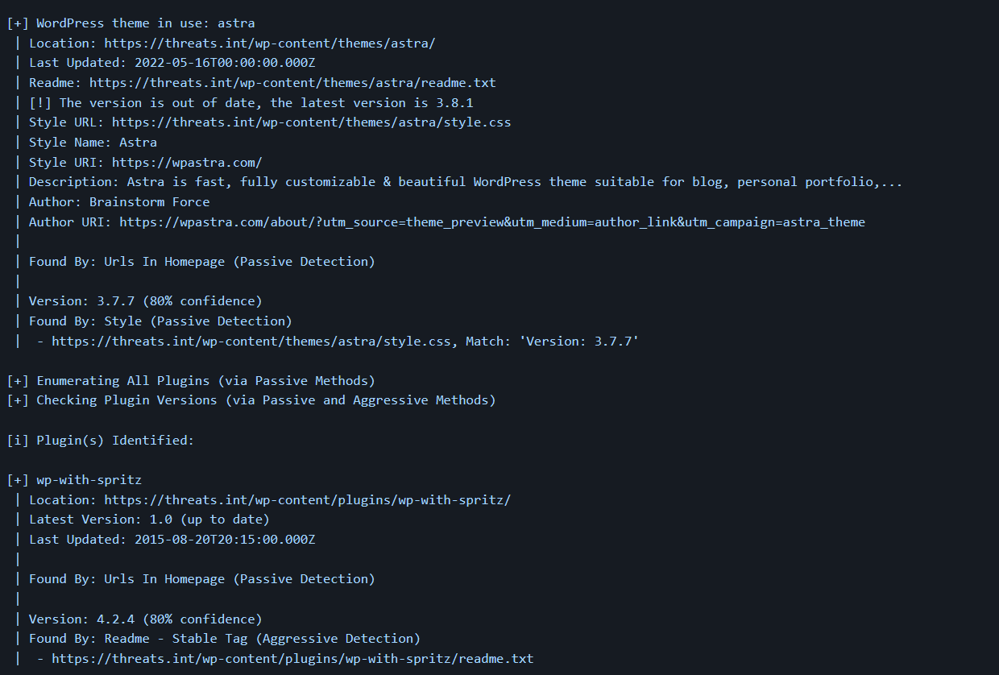 [+] WordPress theme in use: astra
 | Location: https://threats.int/wp-content/themes/astra/
 | Last Updated: 2022-05-16T00:00:00.000Z
 | Readme: https://threats.int/wp-content/themes/astra/readme.txt
 | [!] The version is out of date, the latest version is 3.8.1
 | Style URL: https://threats.int/wp-content/themes/astra/style.css
 | Style Name: Astra
 | Style URI: https://wpastra.com/
 | Description: Astra is fast, fully customizable & beautiful WordPress theme suitable for blog, personal portfolio,...
 | Author: Brainstorm Force
 | Author URI: https://wpastra.com/about/?utm_source=theme_preview&utm_medium=author_link&utm_campaign=astra_theme
 |
 | Found By: Urls In Homepage (Passive Detection)
 |
 | Version: 3.7.7 (80% confidence)
 | Found By: Style (Passive Detection)
 |  - https://threats.int/wp-content/themes/astra/style.css, Match: 'Version: 3.7.7'

[+] Enumerating All Plugins (via Passive Methods)
[+] Checking Plugin Versions (via Passive and Aggressive Methods)

[i] Plugin(s) Identified:

[+] wp-with-spritz
 | Location: https://threats.int/wp-content/plugins/wp-with-spritz/
 | Latest Version: 1.0 (up to date)
 | Last Updated: 2015-08-20T20:15:00.000Z
 |
 | Found By: Urls In Homepage (Passive Detection)
 |
 | Version: 4.2.4 (80% confidence)
 | Found By: Readme - Stable Tag (Aggressive Detection)
 |  - https://threats.int/wp-content/plugins/wp-with-spritz/readme.txt